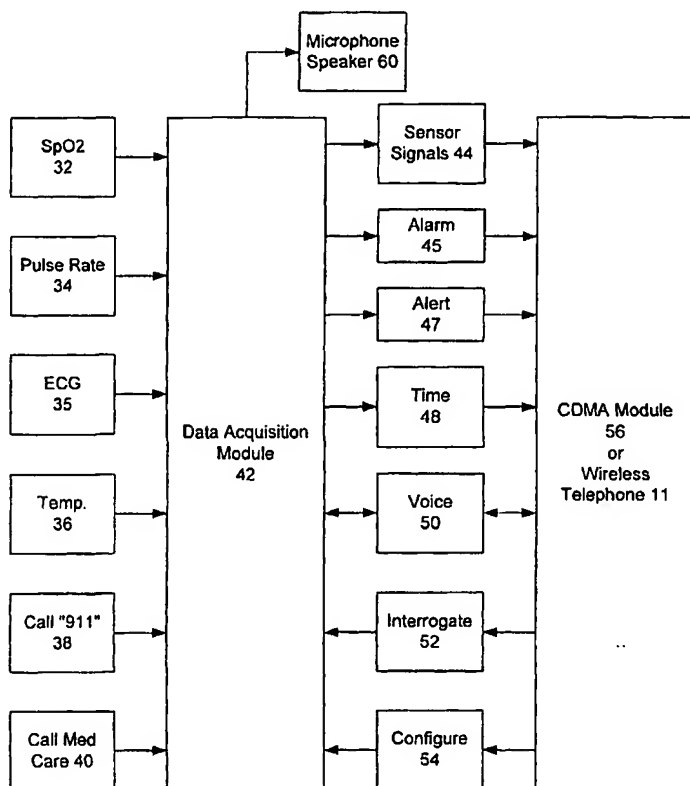 Microphone
Speaker 60
SpO2
32
Pulse Rate
34
ECG
35
Temp.
36
Call "911"
38
Call Med
Care 40
Data Acquisition
Module
42
Sensor
Signals 44
Alarm
45
Alert
47
Time
48
Voice
50
Interrogate
52
Configure
54
CDMA Module
56
or
Wireless
Telephone 11